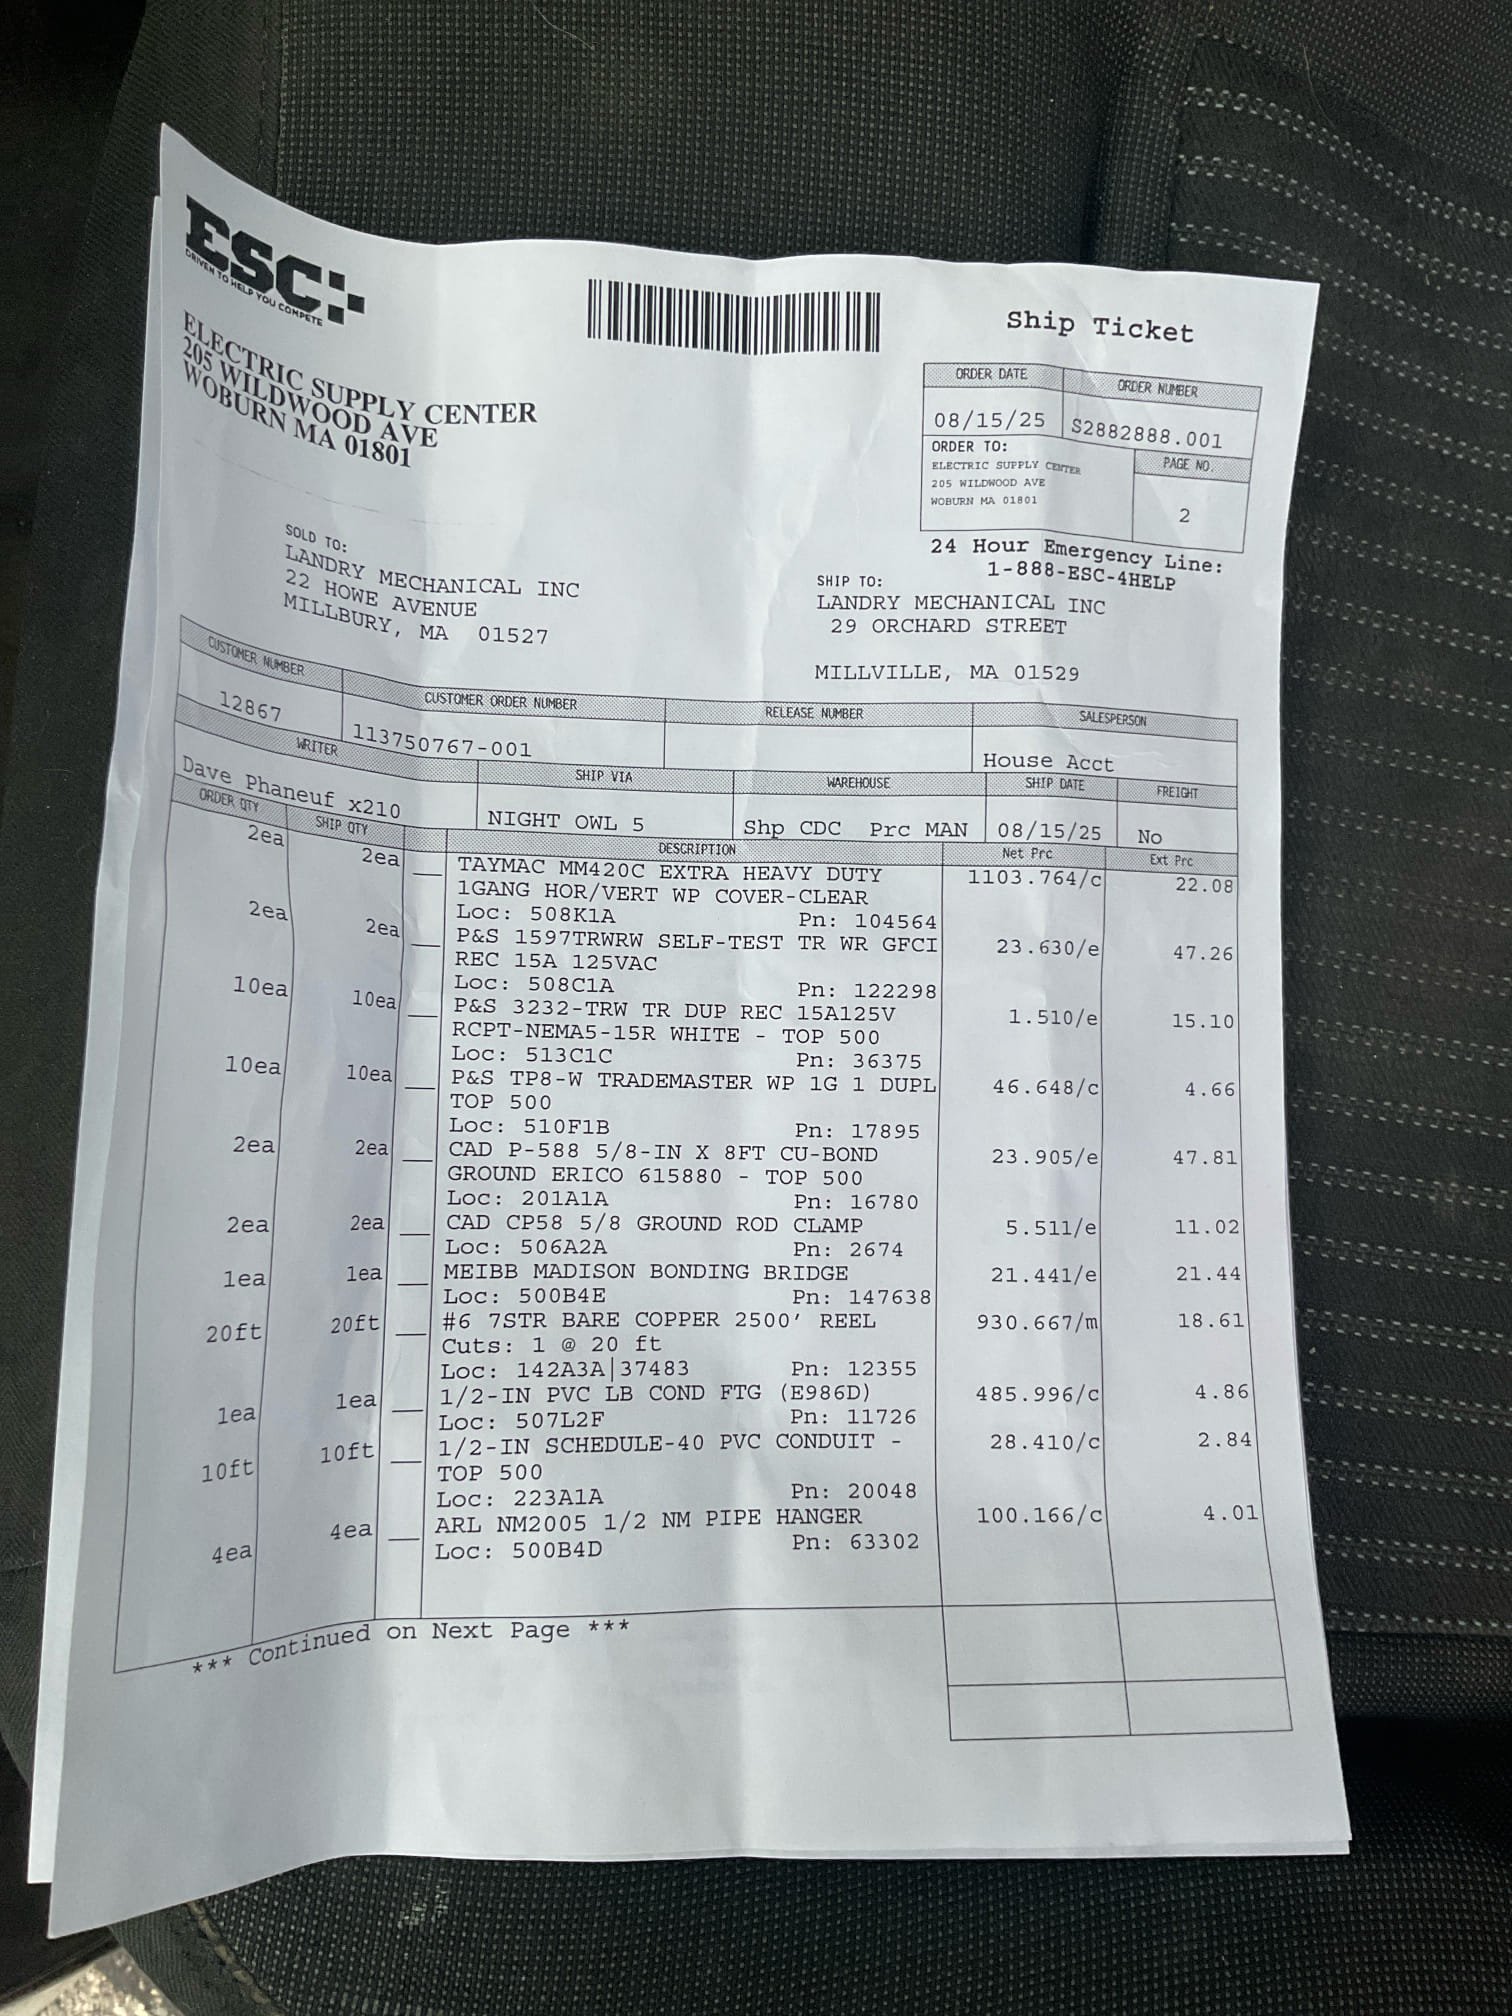 ESC
DRIVEN TO HELP YOU COMPETE
ELECTRIC SUPPLY CENTER
205 WILDWOOD AVE
WOBURN MA 01801
Ship Ticket
ORDER DATE ORDER NUMBER
08/15/25 S2882888.001
ORDER TO: PAGE NO.
ELECTRIC SUPPLY CENTER
205 WILDWOOD AVE
WOBURN MA 01801
2
24 Hour Emergency Line:
1-888-ESC-4HELP
SOLD TO:
LANDRY MECHANICAL INC
22 HOWE AVENUE
MILLBURY, MA 01527
SHIP TO:
LANDRY MECHANICAL INC
29 ORCHARD STREET
MILLVILLE, MA 01529
CUSTOMER NUMBER CUSTOMER ORDER NUMBER RELEASE NUMBER SALESPERSON
12867 113750767-001 House Acct
WRITER SHIP VIA WAREHOUSE SHIP DATE FREIGHT
Dave Phaneuf x210 NIGHT OWL 5 Shp CDC Prc MAN 08/15/25 No
ORDER QTY SHIP QTY DESCRIPTION Net Prc Ext Prc
2ea 2ea __ TAYMAC MM420C EXTRA HEAVY DUTY 1103.764/c 22.08
1GANG HOR/VERT WP COVER-CLEAR
Loc: 508K1A Pn: 104564
2ea 2ea __ P&S 1597TRWRW SELF-TEST TR WR GFCI 23.630/e 47.26
REC 15A 125VAC
Loc: 508C1A Pn: 122298
10ea 10ea __ P&S 3232-TRW TR DUP REC 15A125V 1.510/e 15.10
RCPT-NEMA5-15R WHITE - TOP 500
Loc: 513C1C Pn: 36375
10ea 10ea __ P&S TP8-W TRADEMASTER WP 1G 1 DUPL 46.648/c 4.66
TOP 500
Loc: 510F1B Pn: 17895
2ea 2ea __ CAD P-588 5/8-IN X 8FT CU-BOND 23.905/e 47.81
GROUND ERICO 615880 - TOP 500
Loc: 201A1A Pn: 16780
2ea 2ea __ CAD CP58 5/8 GROUND ROD CLAMP 5.511/e 11.02
Loc: 506A2A Pn: 2674
1ea 1ea __ MEIBB MADISON BONDING BRIDGE 21.441/e 21.44
Loc: 500B4E Pn: 147638
20ft 20ft __ #6 7STR BARE COPPER 2500' REEL 930.667/m 18.61
Cuts: 1 @ 20 ft
Loc: 142A3A|37483 Pn: 12355
1ea 1ea __ 1/2-IN PVC LB COND FTG (E986D) 485.996/c 4.86
Loc: 507L2F Pn: 11726
10ft 10ft __ 1/2-IN SCHEDULE-40 PVC CONDUIT - 28.410/c 2.84
TOP 500
Loc: 223A1A Pn: 20048
4ea 4ea __ ARL NM2005 1/2 NM PIPE HANGER 100.166/c 4.01
Loc: 500B4D Pn: 63302
*** Continued on Next Page ***